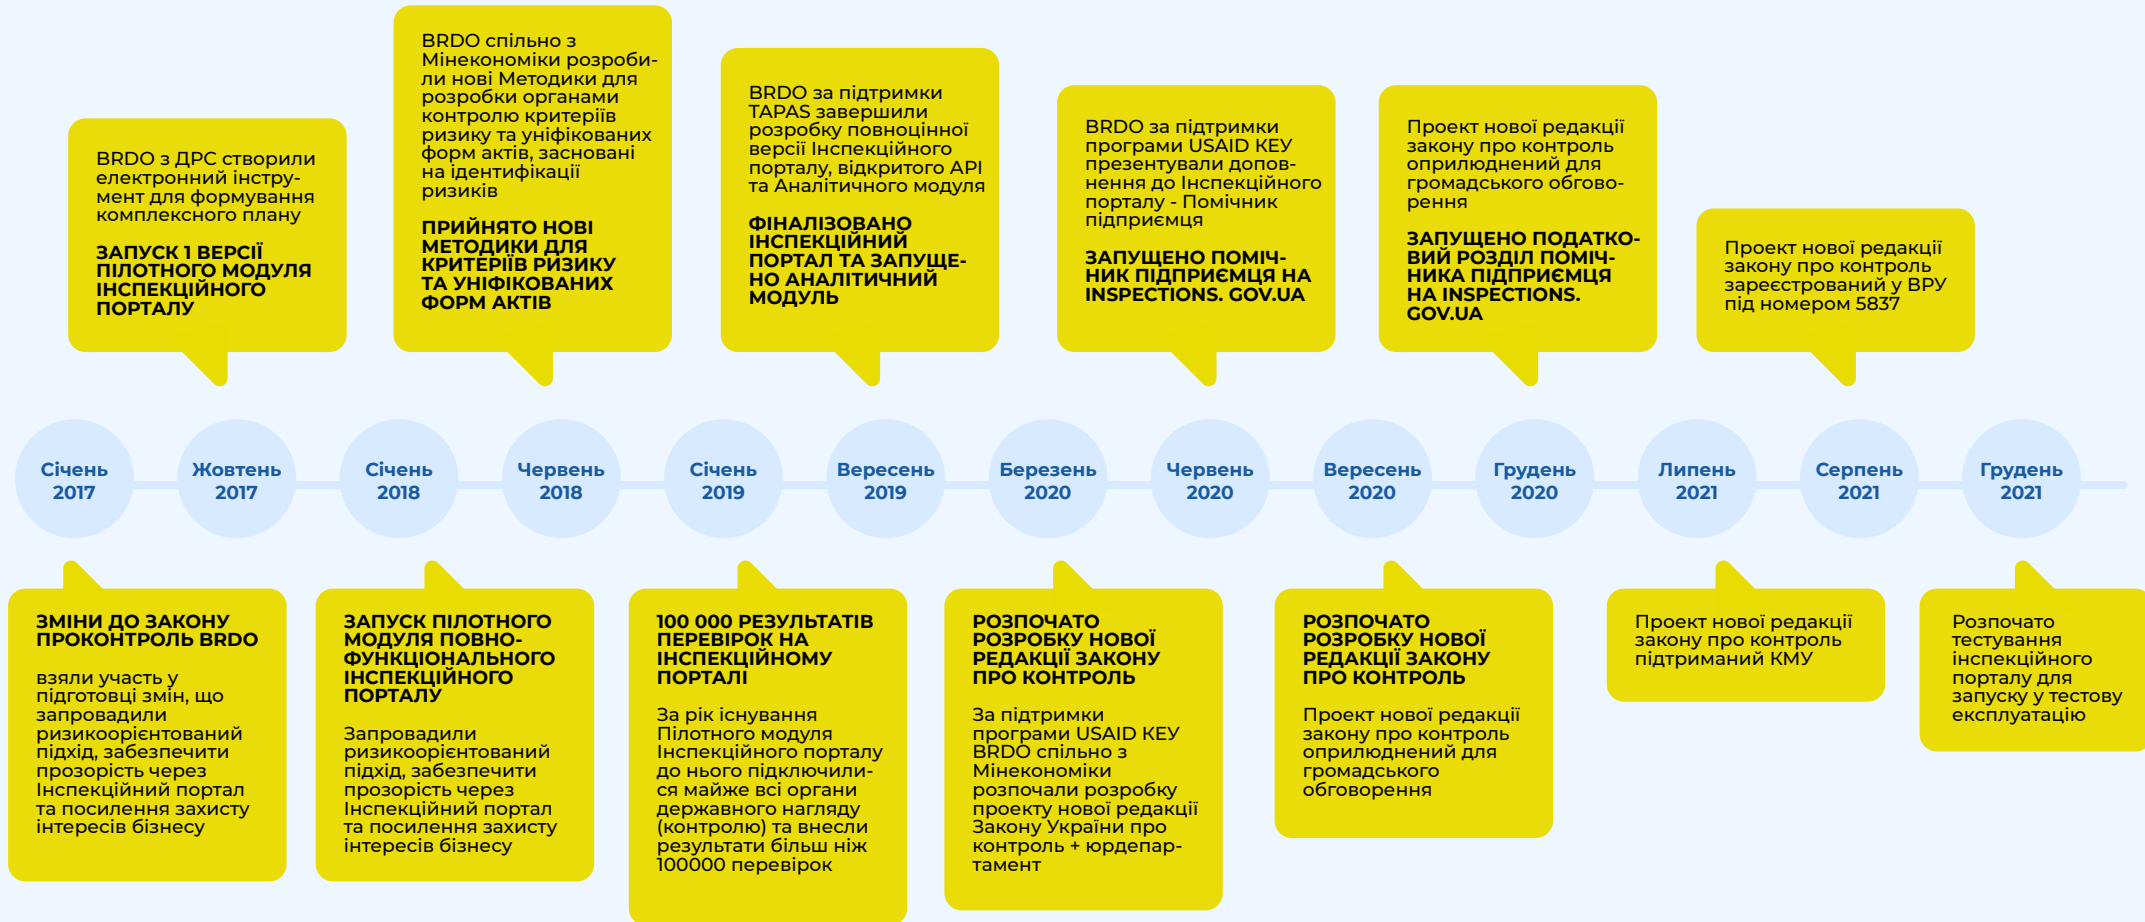 BRDO з ДРС створили
електронний інстру-
мент для формування
комплексного плану
ЗАПУСК 1 ВЕРСІЇ
ПІЛОТНОГО МОДУЛЯ
ІНСПЕКЦІЙНОГО
ПОРТАЛУ
BRDO спільно з
Мінекономіки розроби-
ли нові Методики для
розробки органами
контролю критеріїв
ризику та уніфікованих
форм актів, засновані
на ідентифікації
ризиків
ПРИЙНЯТО НОВІ
МЕТОДИКИ ДЛЯ
КРИТЕРІЇВ РИЗИКУ
ТА УНІФІКОВАНИХ
ФОРМ АКТІВ
BRDO за підтримки
TAPAS завершили
розробку повноцінної
версії Інспекційного
порталу, відкритого API
та Аналітичного модуля
ФІНАЛІЗОВАНО
ІНСПЕКЦІЙНИЙ
ПОРТАЛ ТА ЗАПУЩЕ-
НО АНАЛІТИЧНИЙ
МОДУЛЬ
BRDO за підтримки
програми USAID КЕУ
презентували допов-
нення до Інспекційного
порталу - Помічник
підприємця
ЗАПУЩЕНО ПОМІЧ-
НИК ПІДПРИЄМЦЯ НА
INSPECTIONS. GOV.UA
Проект нової редакції
закону про контроль
оприлюднений для
громадського обгово-
рення
ЗАПУЩЕНО ПОДАТКО-
ВИЙ РОЗДІЛ ПОМІЧ-
НИКА ПІДПРИЄМЦЯ
НА INSPECTIONS.
GOV.UA
Проект нової редакції
закону про контроль
зареєстрований у ВРУ
під номером 5837
Січень
2017
Жовтень
2017
Січень
2018
Червень
2018
Січень
2019
Вересень
2019
Березень
2020
Червень
2020
Вересень
2020
Грудень
2020
Липень
2021
Серпень
2021
Грудень
2021
ЗМІНИ ДО ЗАКОНУ
ПРОКОНТРОЛЬ BRDO
взяли участь у
підготовці змін, що
запровадили
ризикоорієнтований
підхід, забезпечити
прозорість через
Інспекційний портал
та посилення захисту
інтересів бізнесу
ЗАПУСК ПІЛОТНОГО
МОДУЛЯ ПОВНО-
ФУНКЦІОНАЛЬНОГО
ІНСПЕКЦІЙНОГО
ПОРТАЛУ
Запровадили
ризикоорієнтований
підхід, забезпечити
прозорість через
Інспекційний портал
та посилення захисту
інтересів бізнесу
100 000 РЕЗУЛЬТАТІВ
ПЕРЕВІРОК НА
ІНСПЕКЦІЙНОМУ
ПОРТАЛІ
За рік існування
Пілотного модуля
Інспекційного порталу
до нього підключили-
ся майже всі органи
державного нагляду
(контролю) та внесли
результати більш ніж
100000 перевірок
РОЗПОЧАТО
РОЗРОБКУ НОВОЇ
РЕДАКЦІЇ ЗАКОНУ
ПРО КОНТРОЛЬ
За підтримки
програми USAID КЕУ
BRDO спільно з
Мінекономіки
розпочали розробку
проекту нової редакції
Закону України про
контроль + юрдепар-
тамент
РОЗПОЧАТО
РОЗРОБКУ НОВОЇ
РЕДАКЦІЇ ЗАКОНУ
ПРО КОНТРОЛЬ
Проект нової редакції
закону про контроль
оприлюднений для
громадського
обговорення
Проект нової редакції
закону про контроль
підтриманий КМУ
Розпочато
тестування
інспекційного
порталу для
запуску у тестову
експлуатацію